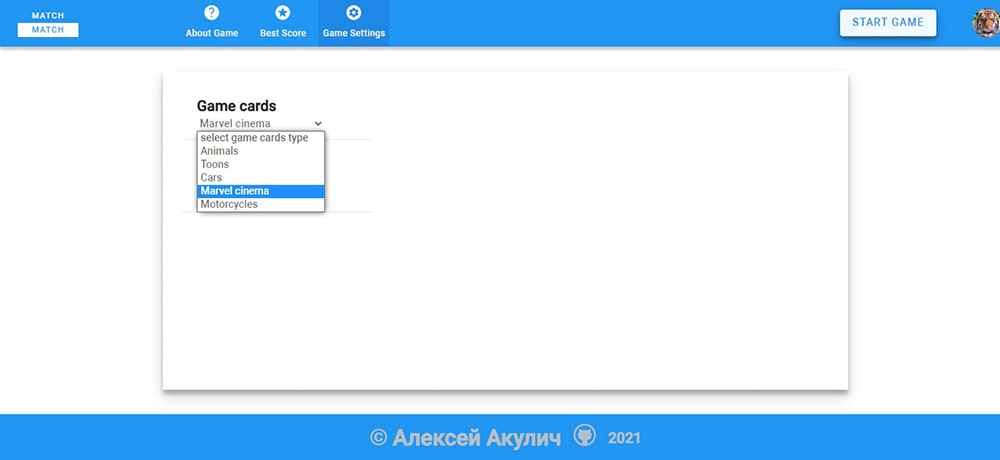 MATCH
MATCH
About Game
Best Score
Game Settings
START GAME
Game cards
Marvel cinema
select game cards type
Animals
Toons
Cars
Marvel cinema
Motorcycles
© Алексей Акулич 2021